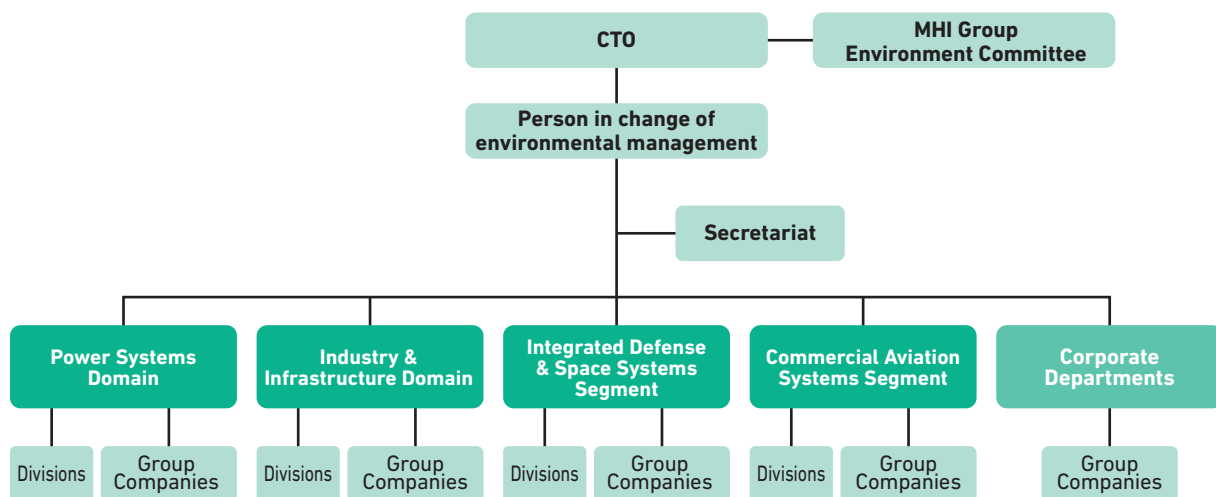 CTO
MHI Group
Environment Committee
Person in change of
environmental management
Secretariat
Power Systems
Domain
Industry &
Infrastructure Domain
Integrated Defense
& Space Systems
Segment
Commercial Aviation
Systems Segment
Corporate
Departments
Divisions
Group
Companies
Divisions
Group
Companies
Divisions
Group
Companies
Divisions
Group
Companies
Group
Companies